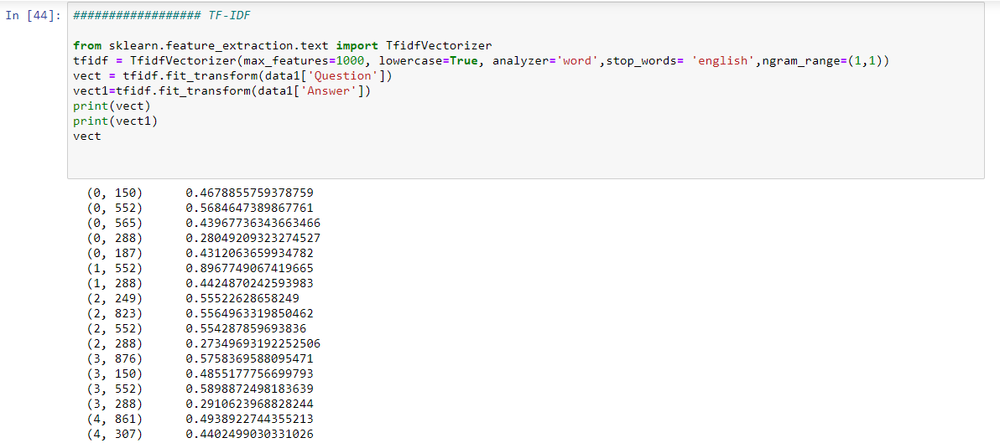 In [44]: ################## TF-IDF
from sklearn.feature_extraction.text import TfidfVectorizer
tfidf = TfidfVectorizer(max_features=1000, lowercase=True, analyzer='word',stop_words= 'english',ngram_range=(1,1))
vect = tfidf.fit_transform(data1['Question'])
vect1=tfidf.fit_transform(data1['Answer'])
print(vect)
print(vect1)
vect
(0, 150) 0.4678855759378759
(0, 552) 0.5684647389867761
(0, 565) 0.43967736343663466
(0, 288) 0.28049209323274527
(0, 187) 0.4312063659934782
(1, 552) 0.8967749067419665
(1, 288) 0.4424870242593983
(2, 249) 0.55522628658249
(2, 823) 0.5564963319850462
(2, 552) 0.554287859693836
(2, 288) 0.27349693192252506
(3, 876) 0.5758369588095471
(3, 150) 0.4855177756699793
(3, 552) 0.5898872498183639
(3, 288) 0.2910623968828244
(4, 861) 0.4938922744355213
(4, 307) 0.4402499030331026